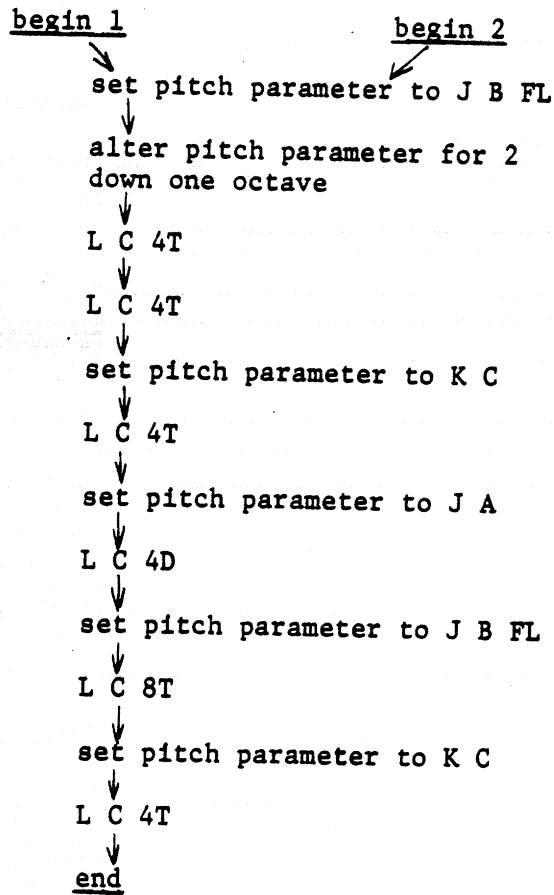 begin 1
begin 2
set pitch parameter to J B FL
alter pitch parameter for 2
down one octave
L C 4T
L C 4T
set pitch parameter to K C
L C 4T
set pitch parameter to J A
L C 4D
set pitch parameter to J B FL
L C 8T
set pitch parameter to K C
L C 4T
end